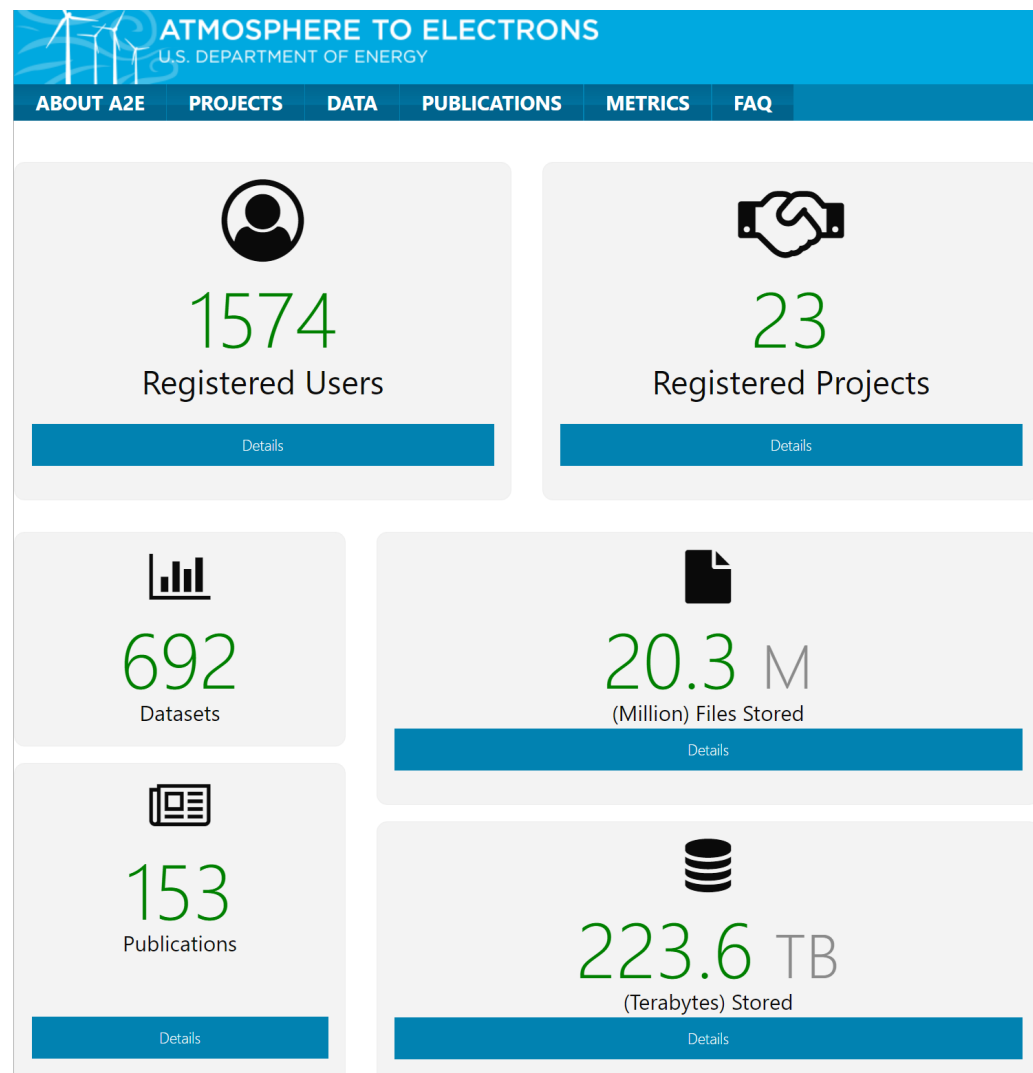 ATMOSPHERE TO ELECTRONS
U.S. DEPARTMENT OF ENERGY
ABOUT A2E PROJECTS DATA PUBLICATIONS METRICS FAQ
1574
Registered Users
Details
23
Registered Projects
Details
692
Datasets
20.3 M
(Million) Files Stored
Details
153
Publications
Details
223.6 TB
(Terabytes) Stored
Details